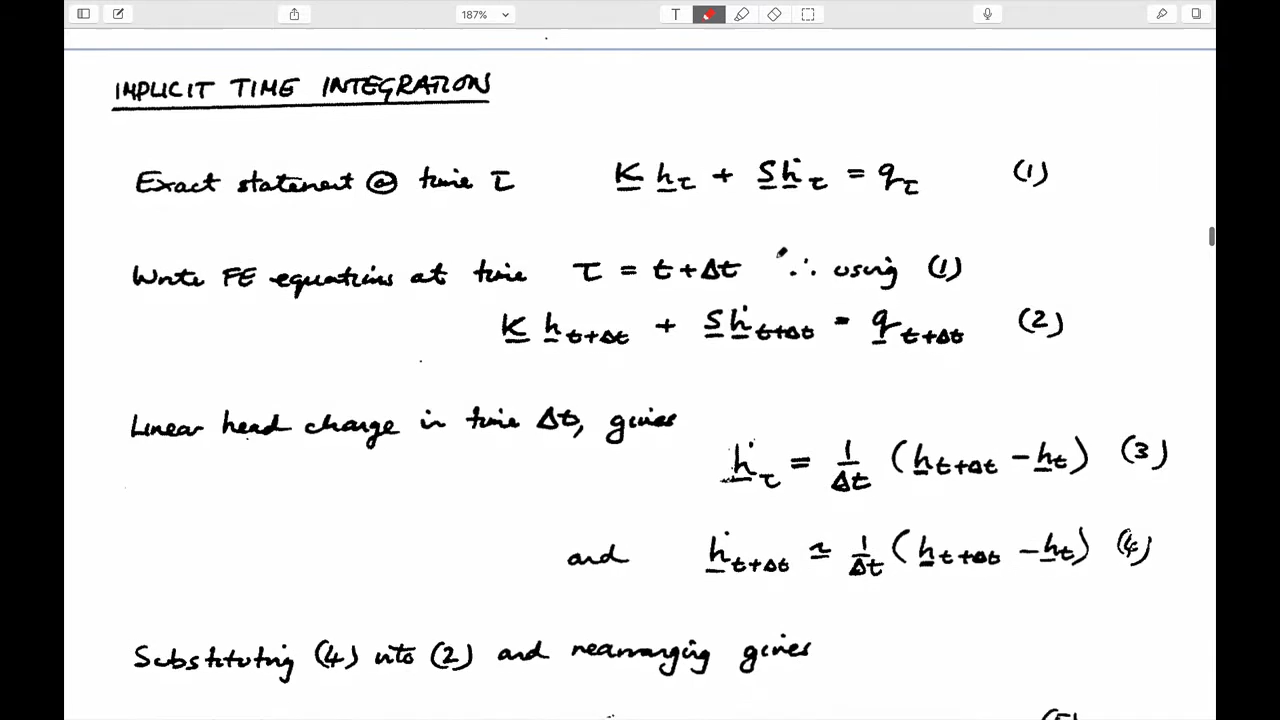 187%
T
IMPLICIT TIME INTEGRATION
Exact statement @ time τ K h_τ + S ḣ_τ = q_τ (1)
Write FE equations at time τ = t + Δt ∴ using (1)
K h_t+Δt + S ḣ_t+Δt = q_t+Δt (2)
Linear head change in time Δt, gives
ḣ_τ = 1/Δt (h_t+Δt − h_t) (3)
and ḣ_t+Δt ≃ 1/Δt (h_t+Δt − h_t) (4)
Substituting (4) into (2) and rearranging gives
(5)